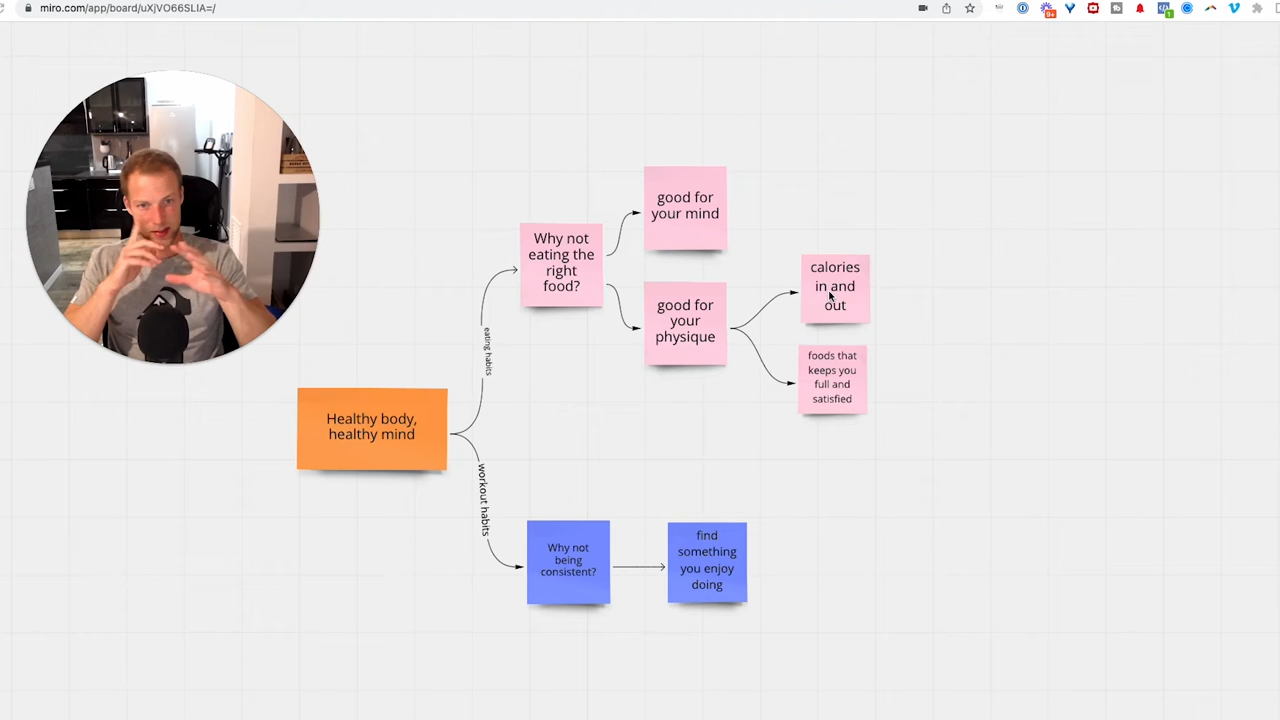 miro.com/app/board/uXjVO66SLIA=/
9+
1
good for
your mind
Why not
eating the
right
food?
calories
in and
out
good for
your
physique
eating habits
foods that
keeps you
full and
satisfied
Healthy body,
healthy mind
workout habits
Why not
being
consistent?
find
something
you enjoy
doing